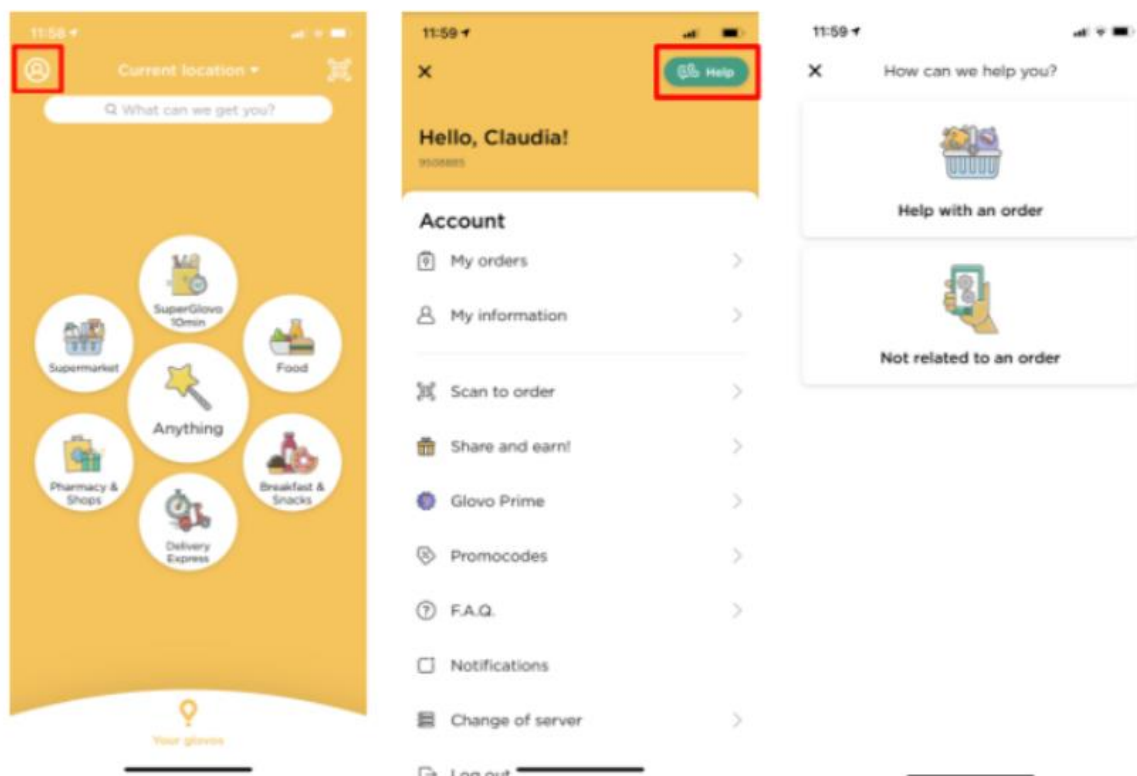 11:58
Current location
What can we get you?
SuperGlovo
10min
Supermarket
Food
Anything
Pharmacy &
Shops
Breakfast &
Snacks
Delivery
Express
Your glovos
11:59
Help
Hello, Claudia!
9508885
Account
My orders
My information
Scan to order
Share and earn!
Glovo Prime
Promocodes
F.A.Q.
Notifications
Change of server
Log out
11:59
How can we help you?
Help with an order
Not related to an order